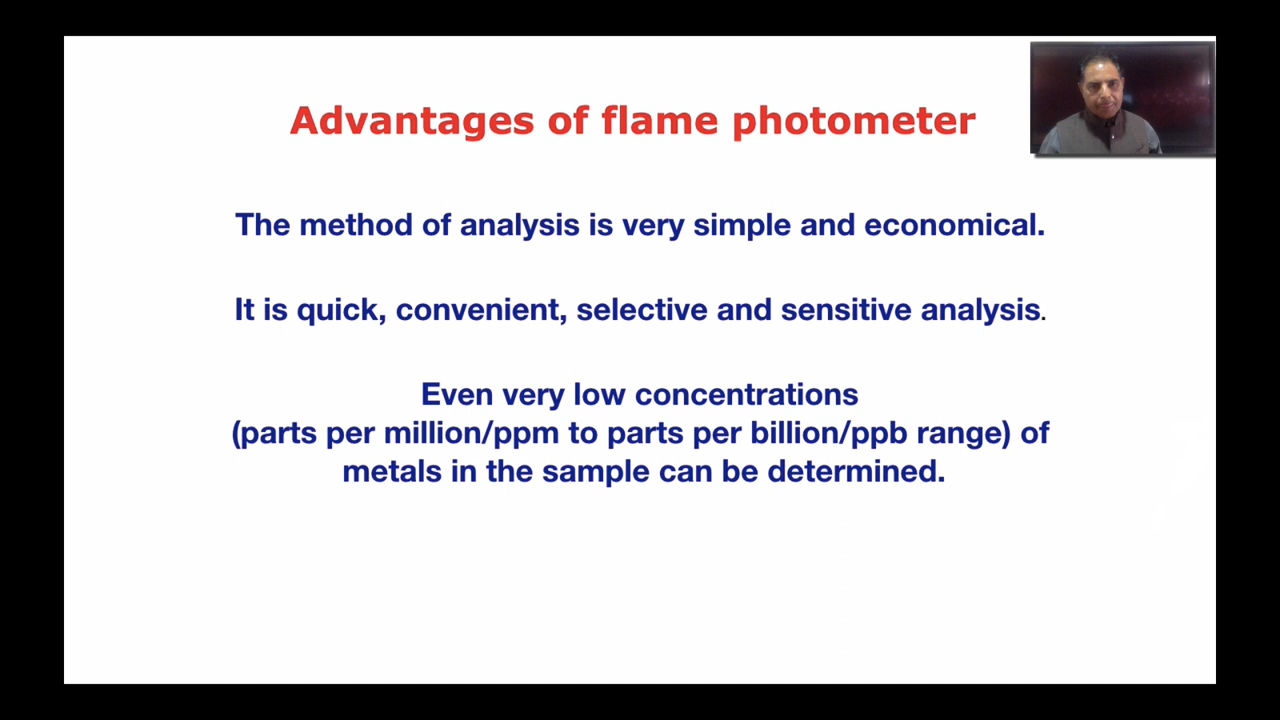 Advantages of flame photometer
The method of analysis is very simple and economical.
It is quick, convenient, selective and sensitive analysis.
Even very low concentrations
(parts per million/ppm to parts per billion/ppb range) of
metals in the sample can be determined.